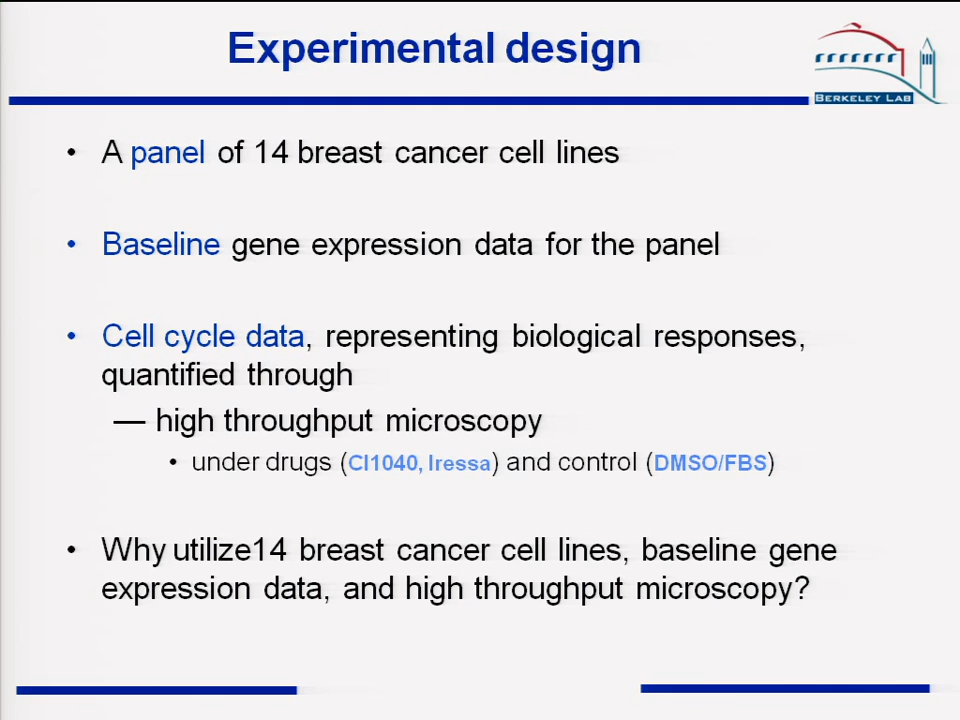 Experimental design
BERKELEY LAB
• A panel of 14 breast cancer cell lines
• Baseline gene expression data for the panel
• Cell cycle data, representing biological responses,
quantified through
— high throughput microscopy
• under drugs (CI1040, Iressa) and control (DMSO/FBS)
• Why utilize14 breast cancer cell lines, baseline gene
expression data, and high throughput microscopy?